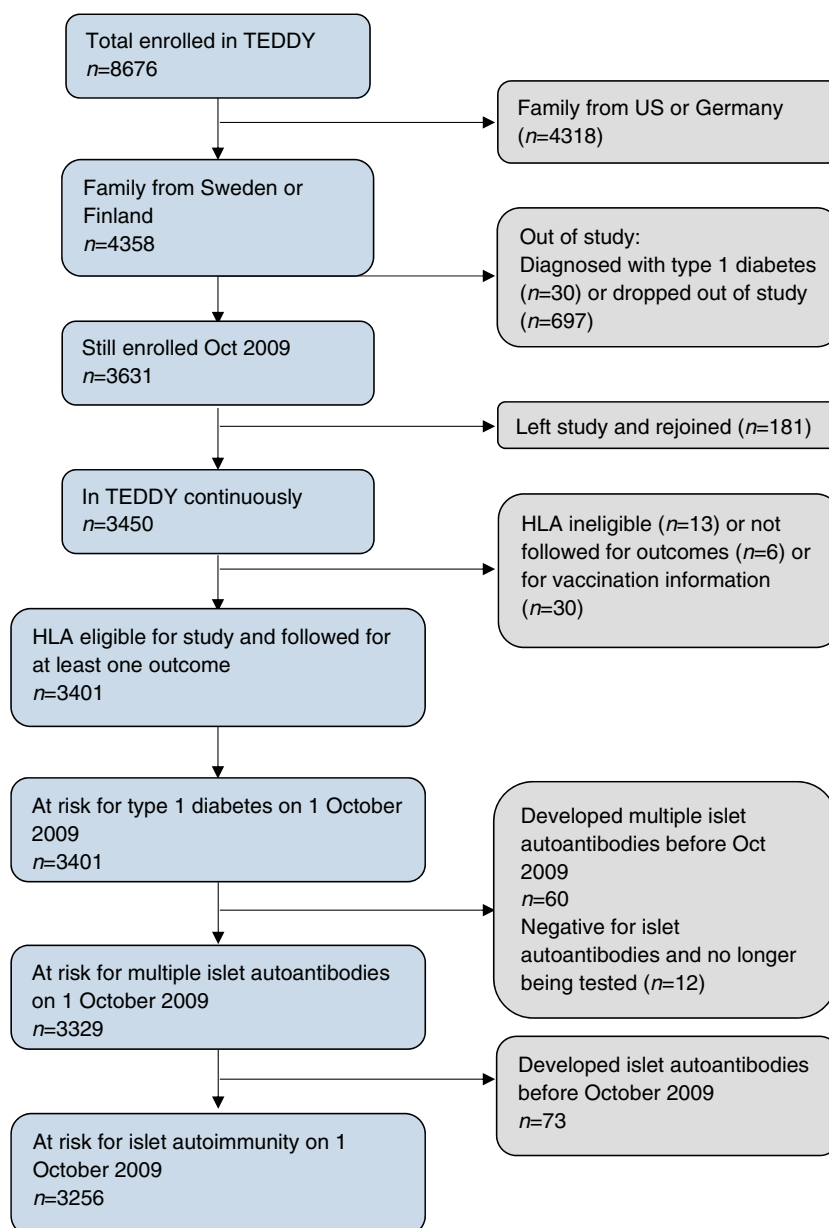 Total enrolled in TEDDY
n=8676
Family from US or Germany
(n=4318)
Family from Sweden or
Finland
n=4358
Out of study:
Diagnosed with type 1 diabetes
(n=30) or dropped out of study
(n=697)
Still enrolled Oct 2009
n=3631
Left study and rejoined (n=181)
In TEDDY continuously
n=3450
HLA ineligible (n=13) or not
followed for outcomes (n=6) or
for vaccination information
(n=30)
HLA eligible for study and followed for
at least one outcome
n=3401
At risk for type 1 diabetes on 1 October
2009
n=3401
Developed multiple islet
autoantibodies before Oct
2009
n=60
Negative for islet
autoantibodies and no longer
being tested (n=12)
At risk for multiple islet autoantibodies
on 1 October 2009
n=3329
Developed islet autoantibodies
before October 2009
n=73
At risk for islet autoimmunity on 1
October 2009
n=3256